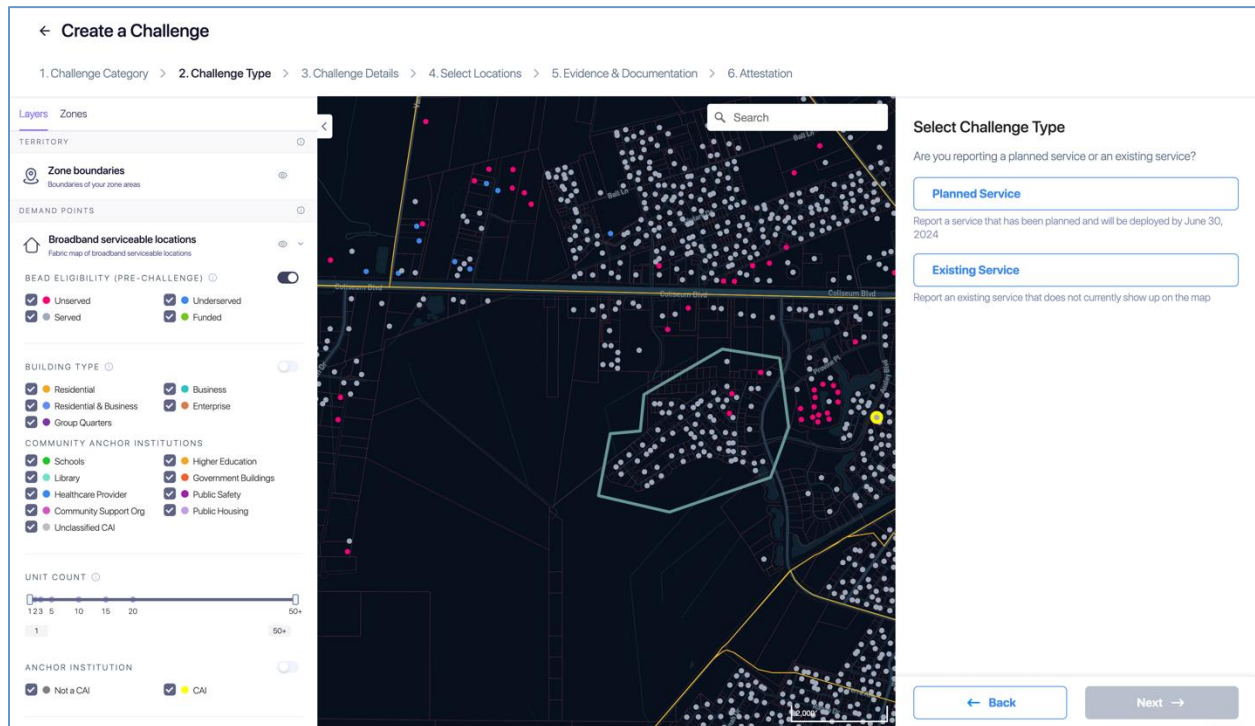 ← Create a Challenge
1. Challenge Category > 2. Challenge Type > 3. Challenge Details > 4. Select Locations > 5. Evidence & Documentation > 6. Attestation
Layers Zones
TERRITORY
Zone boundaries
Boundaries of your zone areas
DEMAND POINTS
Broadband serviceable locations
Fabric map of broadband serviceable locations
BEAD ELIGIBILITY (PRE-CHALLENGE)
Unserved Underserved
Served Funded
BUILDING TYPE
Residential Business
Residential & Business Enterprise
Group Quarters
COMMUNITY ANCHOR INSTITUTIONS
Schools Higher Education
Library Government Buildings
Healthcare Provider Public Safety
Community Support Org Public Housing
Unclassified CAI
UNIT COUNT
1 2 3 5 10 15 20 50+
1 50+
ANCHOR INSTITUTION
Not a CAI CAI
Search
Ball Ln
Ball Ln
Coliseum Blvd
Coliseum Blvd
Coliseum Blvd
2,000'
Select Challenge Type
Are you reporting a planned service or an existing service?
Planned Service
Report a service that has been planned and will be deployed by June 30,
2024
Existing Service
Report an existing service that does not currently show up on the map
← Back
Next →